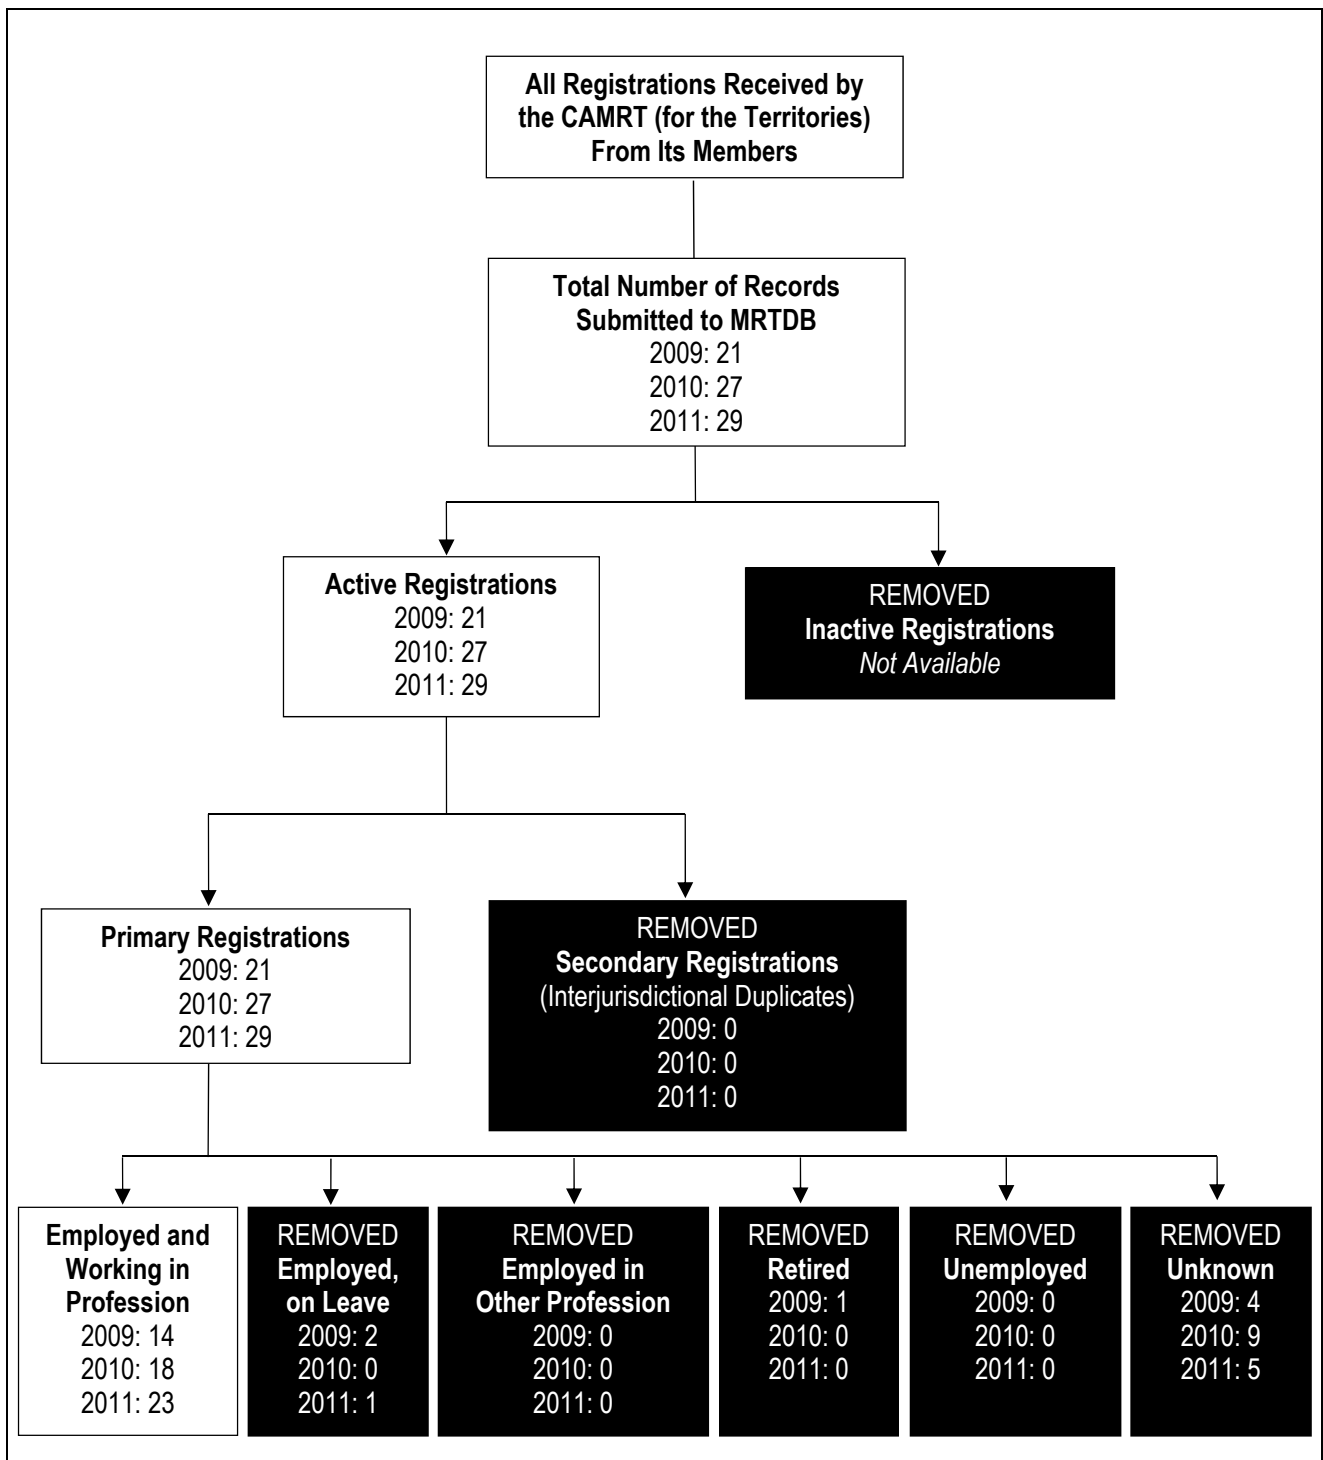 All Registrations Received by
the CAMRT (for the Territories)
From Its Members
Total Number of Records
Submitted to MRTDB
2009: 21
2010: 27
2011: 29
Active Registrations
2009: 21
2010: 27
2011: 29
REMOVED
Inactive Registrations
Not Available
Primary Registrations
2009: 21
2010: 27
2011: 29
REMOVED
Secondary Registrations
(Interjurisdictional Duplicates)
2009: 0
2010: 0
2011: 0
Employed and
Working in
Profession
2009: 14
2010: 18
2011: 23
REMOVED
Employed,
on Leave
2009: 2
2010: 0
2011: 1
REMOVED
Employed in
Other Profession
2009: 0
2010: 0
2011: 0
REMOVED
Retired
2009: 1
2010: 0
2011: 0
REMOVED
Unemployed
2009: 0
2010: 0
2011: 0
REMOVED
Unknown
2009: 4
2010: 9
2011: 5